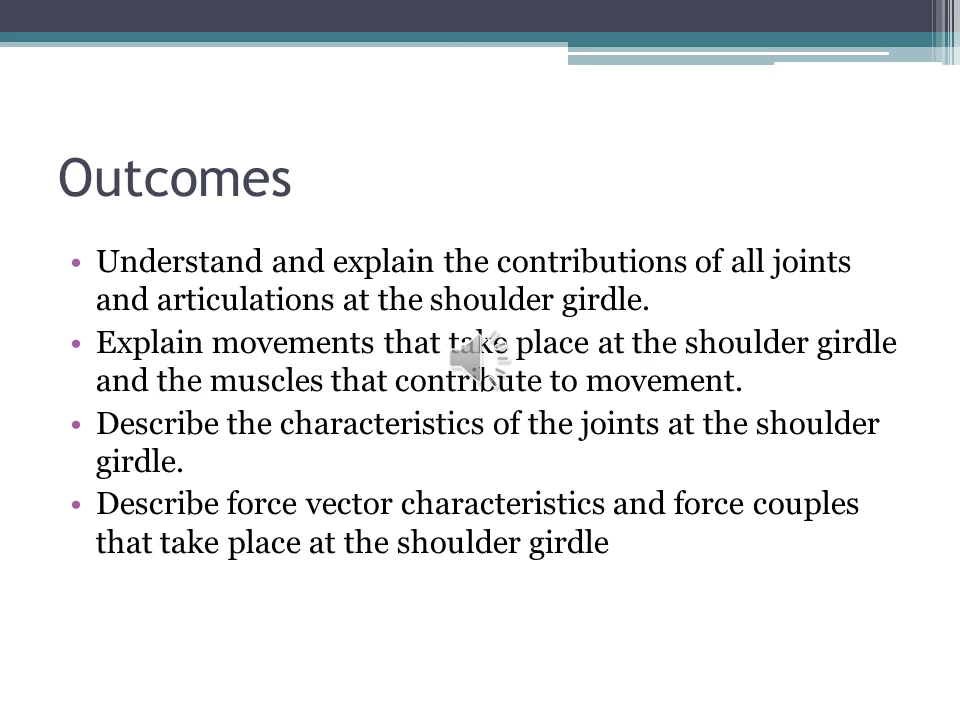 Outcomes
• Understand and explain the contributions of all joints
and articulations at the shoulder girdle.
• Explain movements that take place at the shoulder girdle
and the muscles that contribute to movement.
• Describe the characteristics of the joints at the shoulder
girdle.
• Describe force vector characteristics and force couples
that take place at the shoulder girdle